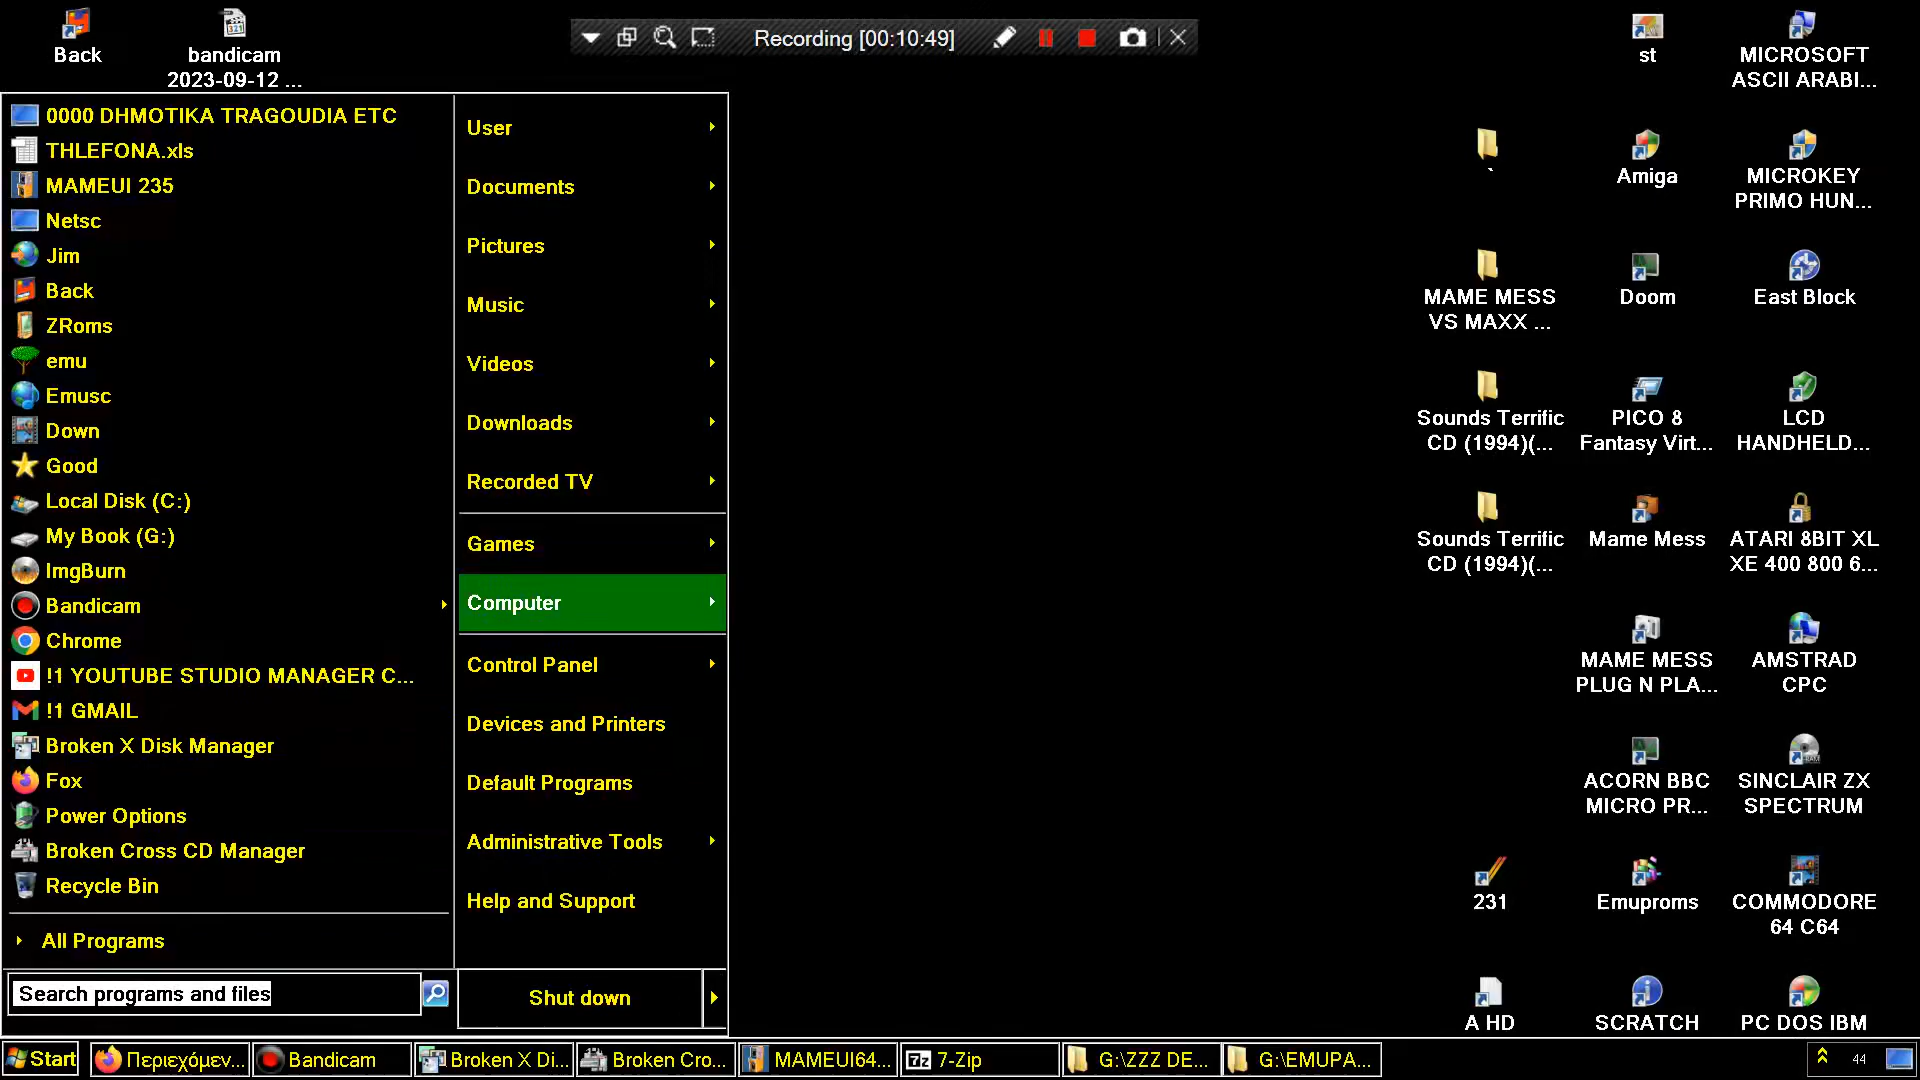 Back
bandicam
2023-09-12 ...
Recording [00:10:49]
st
MICROSOFT
ASCII ARABI...
0000 DHMOTIKA TRAGOUDIA ETC
THLEFONA.xls
MAMEUI 235
Netsc
Jim
Back
ZRoms
emu
Emusc
Down
Good
Local Disk (C:)
My Book (G:)
ImgBurn
Bandicam
Chrome
!1 YOUTUBE STUDIO MANAGER C...
!1 GMAIL
Broken X Disk Manager
Fox
Power Options
Broken Cross CD Manager
Recycle Bin
All Programs
Search programs and files
User
Documents
Pictures
Music
Videos
Downloads
Recorded TV
Games
Computer
Control Panel
Devices and Printers
Default Programs
Administrative Tools
Help and Support
Shut down
`
Amiga
MICROKEY
PRIMO HUN...
MAME MESS
VS MAXX ...
Doom
East Block
Sounds Terrific
CD (1994)(...
PICO 8
Fantasy Virt...
LCD
HANDHELD...
Sounds Terrific
CD (1994)(...
Mame Mess
ATARI 8BIT XL
XE 400 800 6...
MAME MESS
PLUG N PLA...
AMSTRAD
CPC
ACORN BBC
MICRO PR...
SINCLAIR ZX
SPECTRUM
231
Emuproms
COMMODORE
64 C64
A HD
SCRATCH
PC DOS IBM
Start
Περιεχόμεν...
Bandicam
Broken X Di...
Broken Cro...
MAMEUI64...
7z 7-Zip
G:\ZZZ DE...
G:\EMUPA...
44